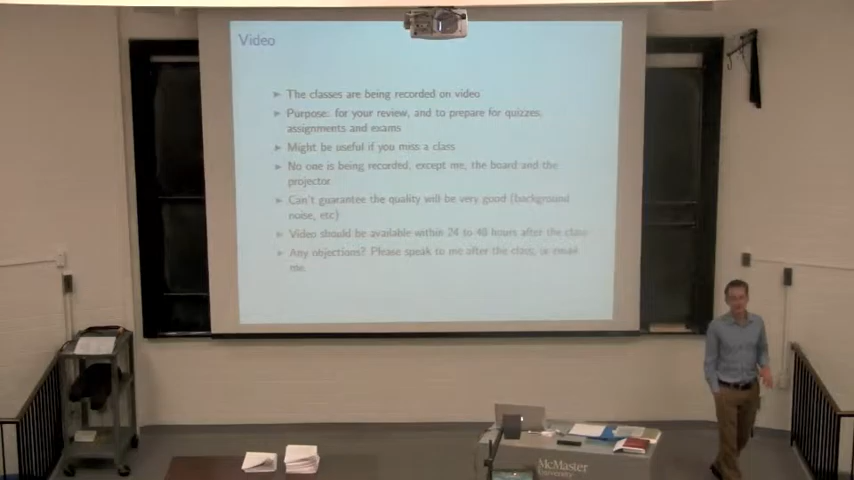 Video
The classes are being recorded on video
Purpose: for your review, and to prepare for quizzes,
assignments and exams
Might be useful if you miss a class
No one is being recorded, except me, the board and the
projector.
Can't guarantee the quality will be very good (background
noise, etc)
Video should be available within 24 to 48 hours after the class
Any objections? Please speak to me after the class, or email
me.
McMaster
University